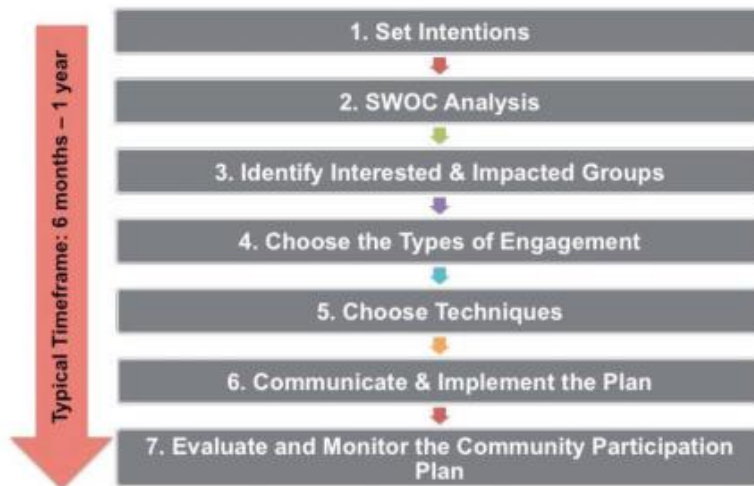 Typical Timeframe: 6 months – 1 year
1. Set Intentions
2. SWOC Analysis
3. Identify Interested & Impacted Groups
4. Choose the Types of Engagement
5. Choose Techniques
6. Communicate & Implement the Plan
7. Evaluate and Monitor the Community Participation
Plan